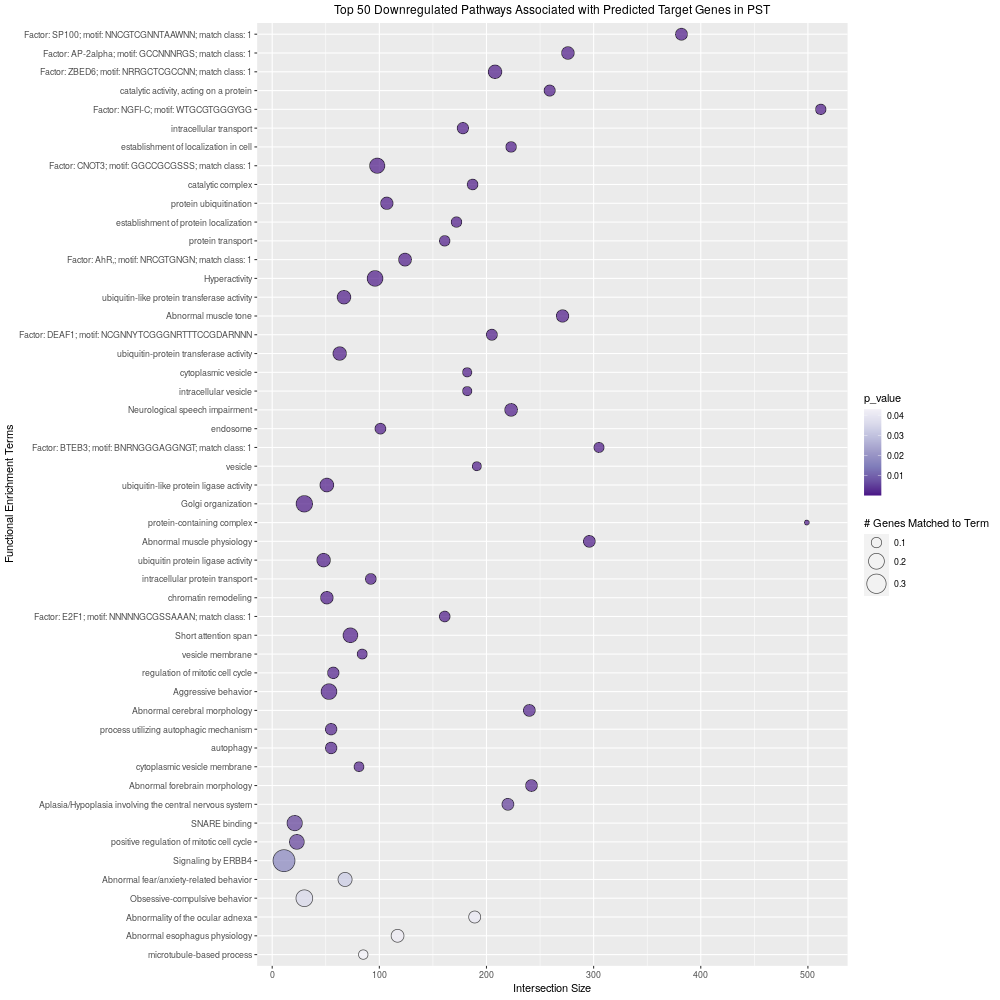 Top 50 Downregulated Pathways Associated with Predicted Target Genes in PST
Functional Enrichment Terms
Factor: SP100; motif: NNCGTCGNNTAAWNN; match class: 1
Factor: AP-2alpha; motif: GCCNNNRGS; match class: 1
Factor: ZBED6; motif: NRRGCTCGCCNN; match class: 1
catalytic activity, acting on a protein
Factor: NGFI-C; motif: WTGCGTGGGYGG
intracellular transport
establishment of localization in cell
Factor: CNOT3; motif: GGCCGCGSSS; match class: 1
catalytic complex
protein ubiquitination
establishment of protein localization
protein transport
Factor: AhR,; motif: NRCGTGNGN; match class: 1
Hyperactivity
ubiquitin-like protein transferase activity
Abnormal muscle tone
Factor: DEAF1; motif: NCGNNYTCGGGNRTTTCCGDARNNN
ubiquitin-protein transferase activity
cytoplasmic vesicle
intracellular vesicle
Neurological speech impairment
endosome
Factor: BTEB3; motif: BNRNGGGAGGNGT; match class: 1
vesicle
ubiquitin-like protein ligase activity
Golgi organization
protein-containing complex
Abnormal muscle physiology
ubiquitin protein ligase activity
intracellular protein transport
chromatin remodeling
Factor: E2F1; motif: NNNNNGCGSSAAAN; match class: 1
Short attention span
vesicle membrane
regulation of mitotic cell cycle
Aggressive behavior
Abnormal cerebral morphology
process utilizing autophagic mechanism
autophagy
cytoplasmic vesicle membrane
Abnormal forebrain morphology
Aplasia/Hypoplasia involving the central nervous system
SNARE binding
positive regulation of mitotic cell cycle
Signaling by ERBB4
Abnormal fear/anxiety-related behavior
Obsessive-compulsive behavior
Abnormality of the ocular adnexa
Abnormal esophagus physiology
microtubule-based process
0 100 200 300 400 500
Intersection Size
p_value
0.04
0.03
0.02
0.01
# Genes Matched to Term
0.1
0.2
0.3